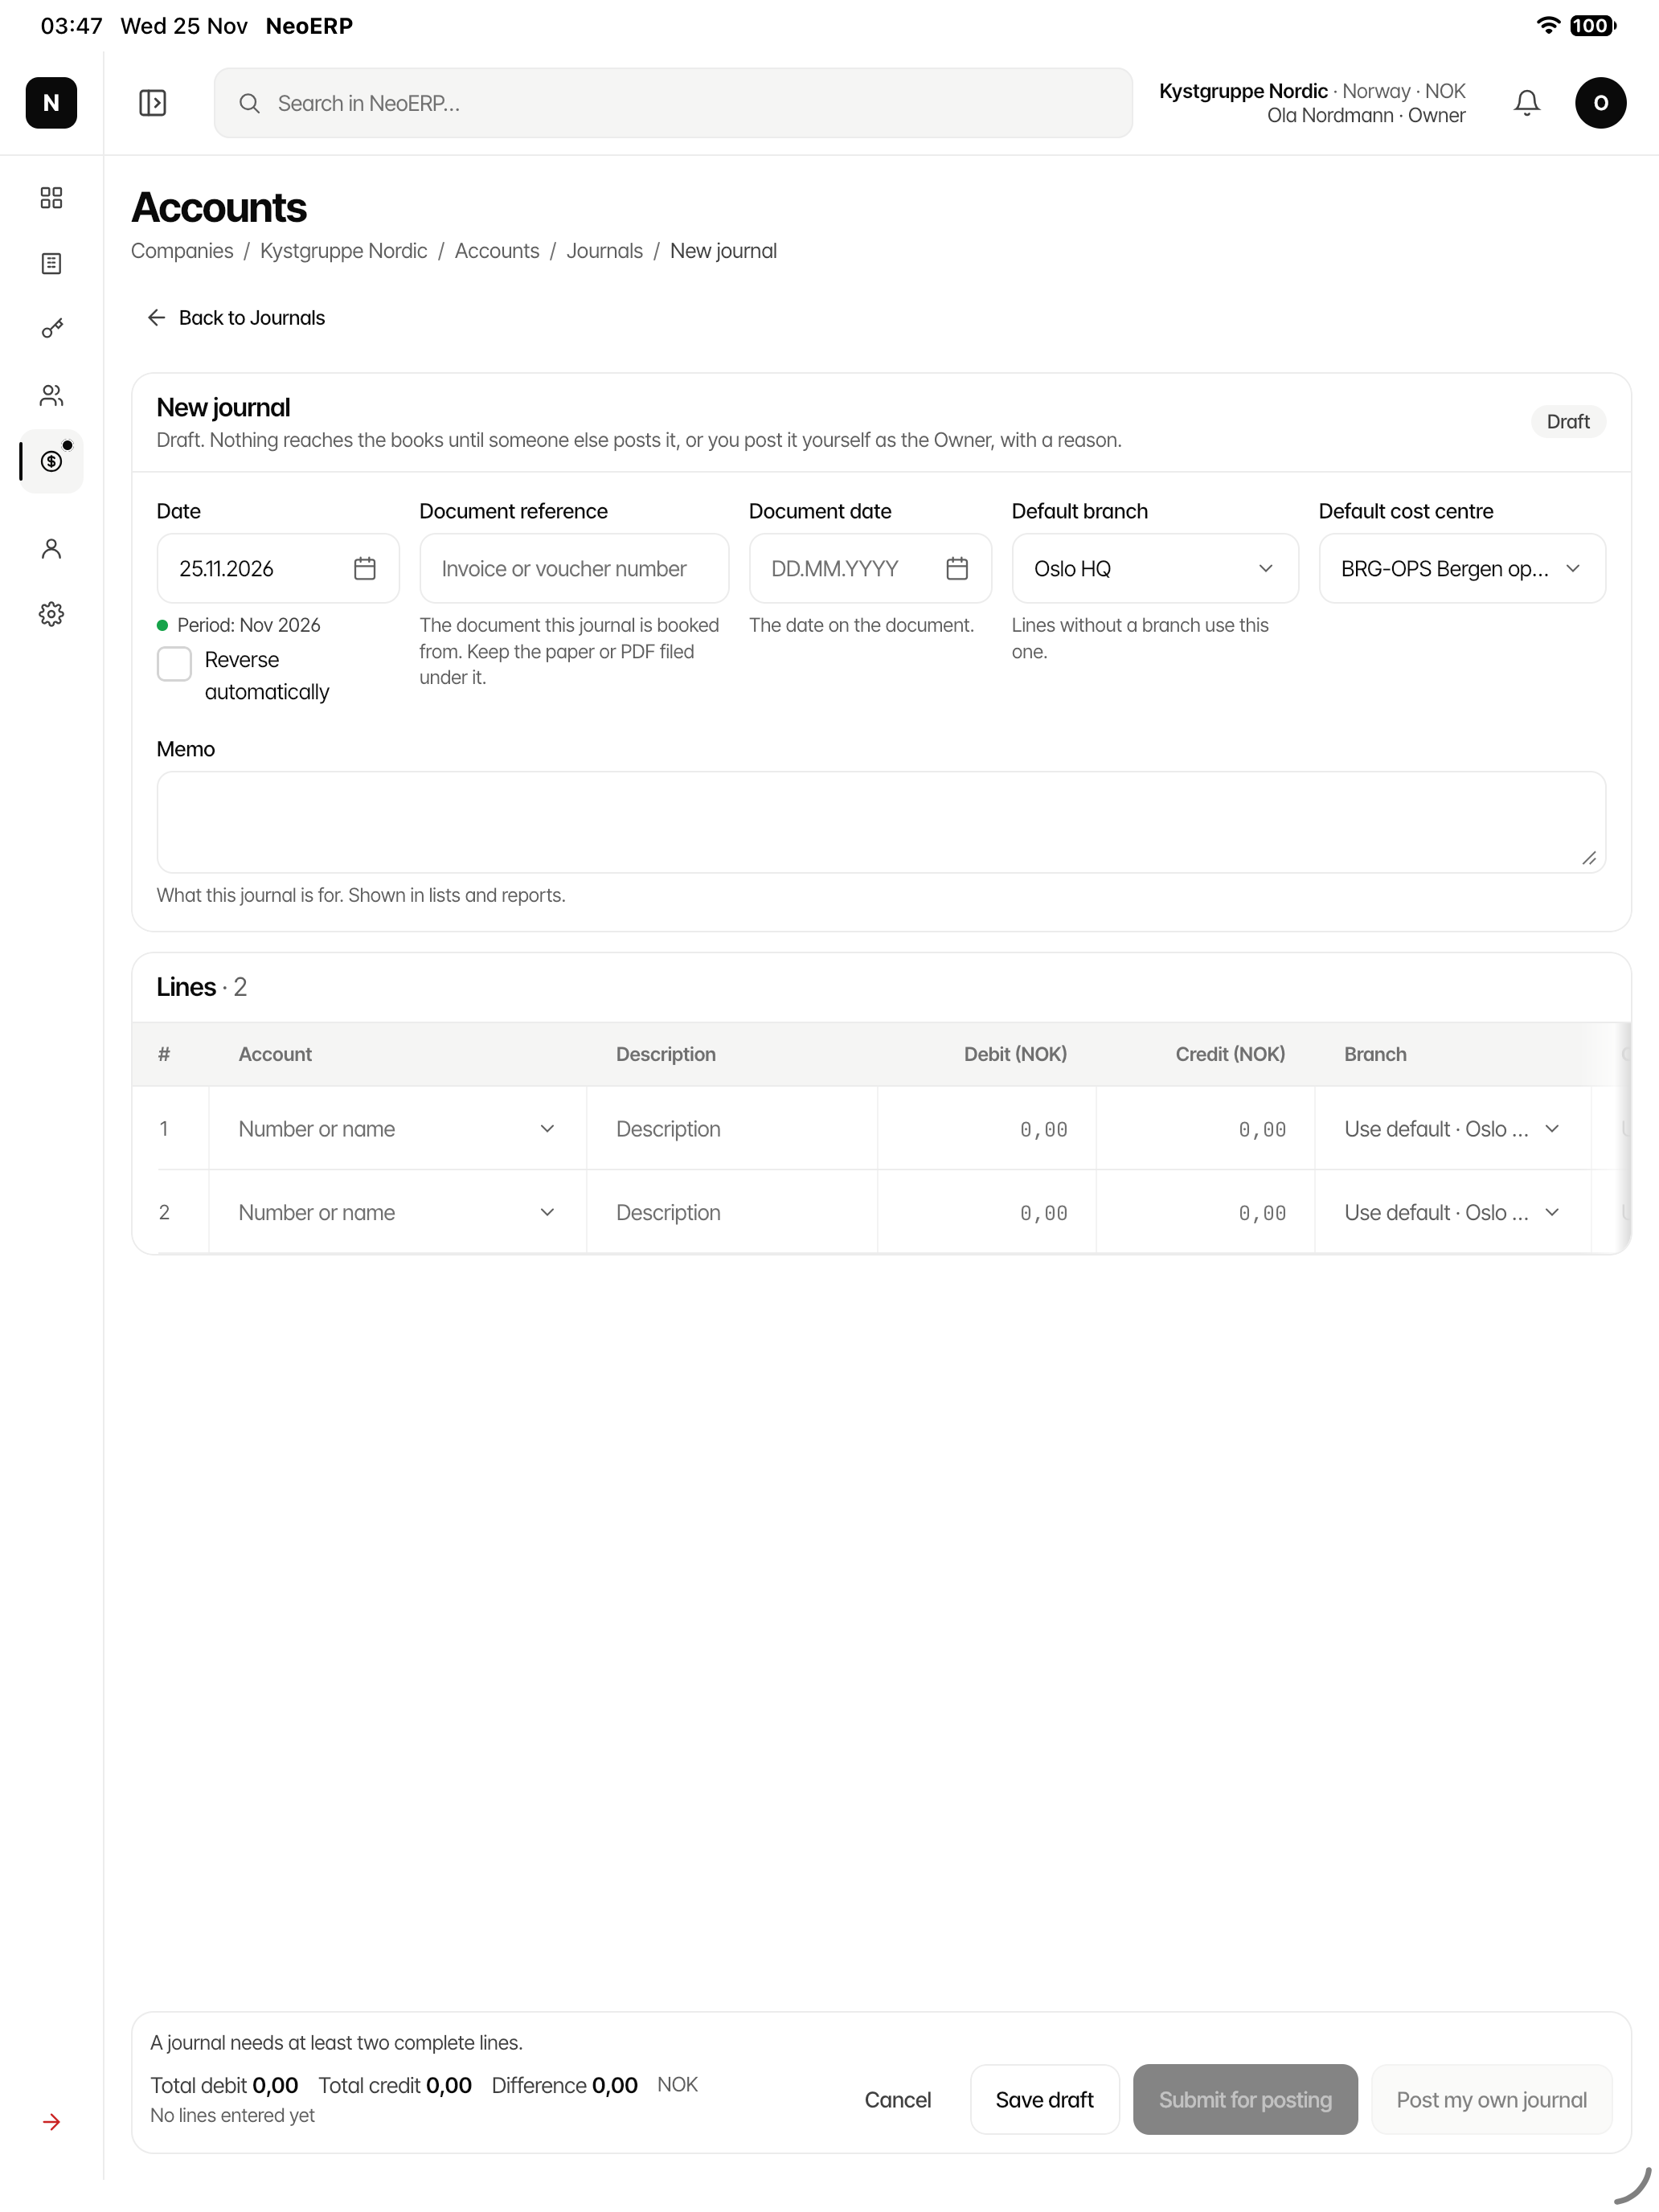 03:47 Wed 25 Nov NeoERP
100
N
Search in NeoERP...
Kystgruppe Nordic · Norway · NOK
Ola Nordmann · Owner
O
Accounts
Companies / Kystgruppe Nordic / Accounts / Journals / New journal
Back to Journals
New journal
Draft. Nothing reaches the books until someone else posts it, or you post it yourself as the Owner, with a reason.
Draft
Date
Document reference
Document date
Default branch
Default cost centre
25.11.2026
Invoice or voucher number
DD.MM.YYYY
Oslo HQ
BRG-OPS Bergen op...
Period: Nov 2026
Reverse
automatically
The document this journal is booked
from. Keep the paper or PDF filed
under it.
The date on the document.
Lines without a branch use this
one.
Memo
What this journal is for. Shown in lists and reports.
Lines · 2
# Account Description Debit (NOK) Credit (NOK) Branch
1 Number or name Description 0,00 0,00 Use default · Oslo ...
2 Number or name Description 0,00 0,00 Use default · Oslo ...
A journal needs at least two complete lines.
Total debit 0,00 Total credit 0,00 Difference 0,00 NOK
No lines entered yet
Cancel
Save draft
Submit for posting
Post my own journal